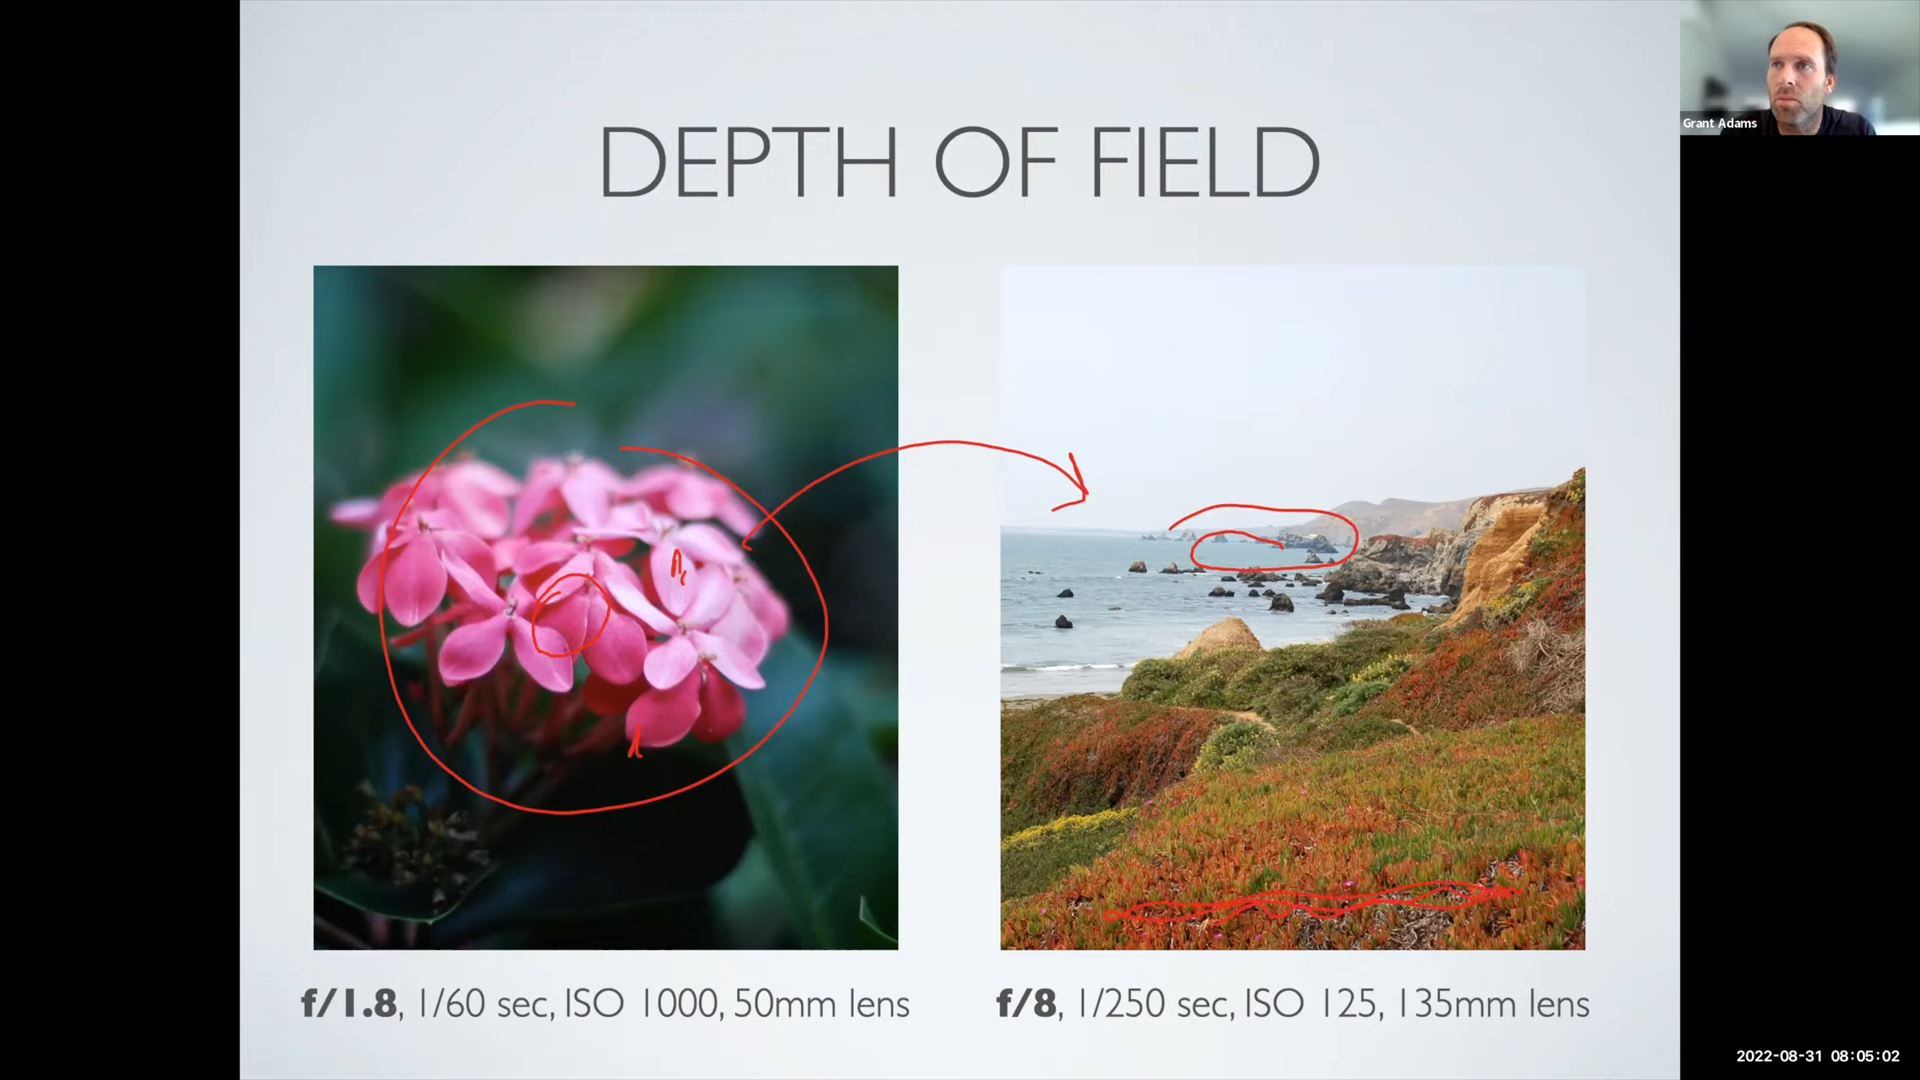 Grant Adams
DEPTH OF FIELD
f/1.8, 1/60 sec, ISO 1000, 50mm lens
f/8, 1/250 sec, ISO 125, 135mm lens
2022-08-31 08:05:02